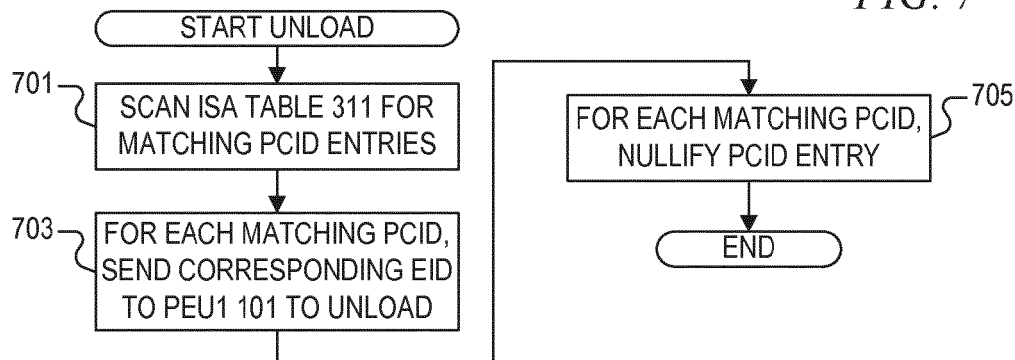 FIG. 7
START UNLOAD
701
SCAN ISA TABLE 311 FOR
MATCHING PCID ENTRIES
703
FOR EACH MATCHING PCID,
SEND CORRESPONDING EID
TO PEU1 101 TO UNLOAD
FOR EACH MATCHING PCID,
NULLIFY PCID ENTRY
705
END